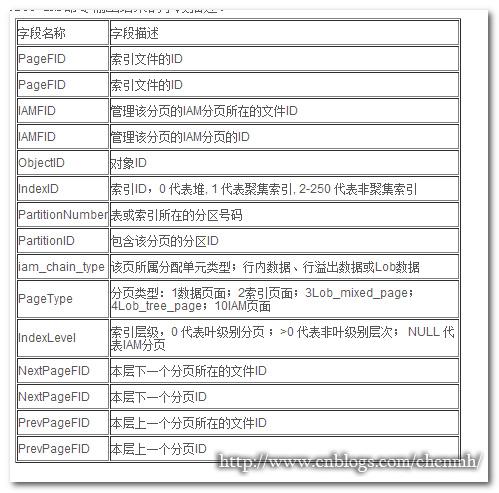 字段名称 字段描述
PageFID 索引文件的ID
PageFID 索引文件的ID
IAMFID 管理该分页的IAM分页所在的文件ID
IAMFID 管理该分页的IAM分页的ID
ObjectID 对象ID
IndexID 索引ID，0 代表堆, 1 代表聚集索引, 2-250 代表非聚集索引
PartitionNumber 表或索引所在的分区号码
PartitionID 包含该分页的分区ID
iam_chain_type 该页所属分配单元类型；行内数据、行溢出数据或Lob数据
PageType 分页类型：1数据页面；2索引页面；3Lob_mixed_page；
4Lob_tree_page；10IAM页面
IndexLevel 索引层级，0 代表叶级别分页 ；>0 代表非叶级别层次； NULL 代
表IAM分页
NextPageFID 本层下一个分页所在的文件ID
NextPageFID 本层下一个分页ID
PrevPageFID 本层上一个分页所在的文件ID
PrevPageFID 本层上一个分页ID
http://www.cnblogs.com/chenmh/